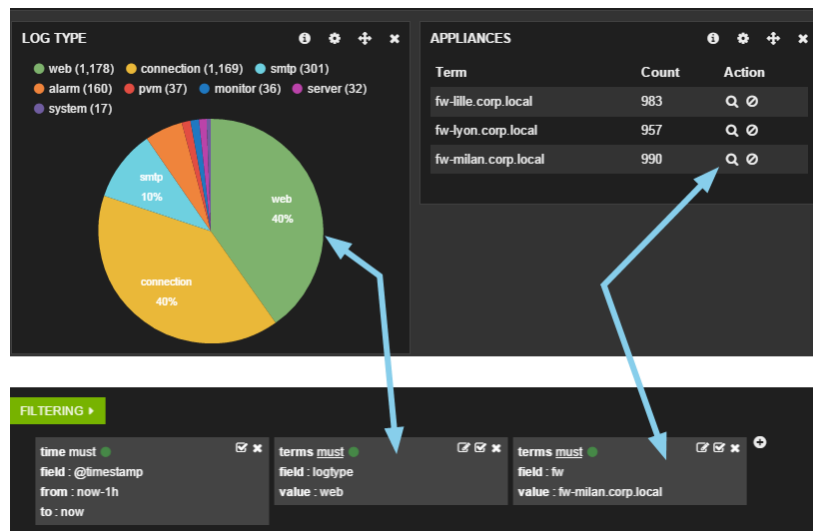 LOG TYPE
web (1,178) connection (1,169) smtp (301)
alarm (160) pvm (37) monitor (36) server (32)
system (17)
smtp
10%
web
40%
connection
40%
APPLIANCES
Term Count Action
fw-lille.corp.local 983
fw-lyon.corp.local 957
fw-milan.corp.local 990
FILTERING
time must
field : @timestamp
from : now-1h
to : now
terms must
field : logtype
value : web
terms must
field : fw
value : fw-milan.corp.local